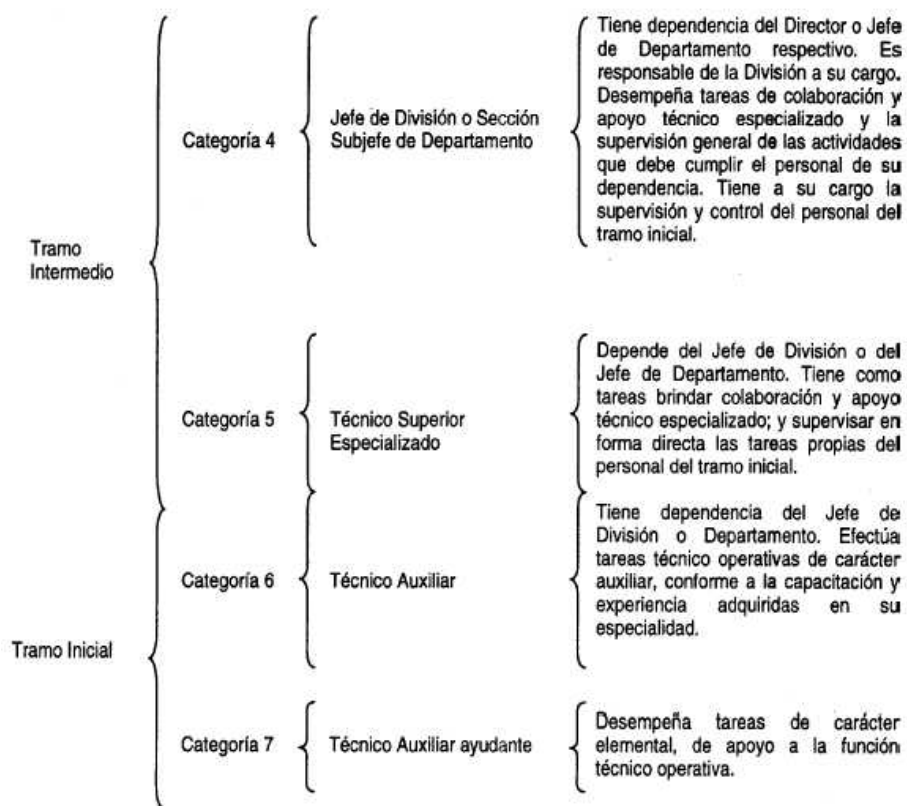 Tramo
Intermedio
Categoría 4
Jefe de División o Sección
Subjefe de Departamento
Tiene dependencia del Director o Jefe
de Departamento respectivo. Es
responsable de la División a su cargo.
Desempeña tareas de colaboración y
apoyo técnico especializado y la
supervisión general de las actividades
que debe cumplir el personal de su
dependencia. Tiene a su cargo la
supervisión y control del personal del
tramo inicial.
Categoría 5
Técnico Superior
Especializado
Depende del Jefe de División o del
Jefe de Departamento. Tiene como
tareas brindar colaboración y apoyo
técnico especializado; y supervisar en
forma directa las tareas propias del
personal del tramo inicial.
Tramo Inicial
Categoría 6
Técnico Auxiliar
Tiene dependencia del Jefe de
División o Departamento. Efectúa
tareas técnico operativas de carácter
auxiliar, conforme a la capacitación y
experiencia adquiridas en su
especialidad.
Categoría 7
Técnico Auxiliar ayudante
Desempeña tareas de carácter
elemental, de apoyo a la función
técnico operativa.